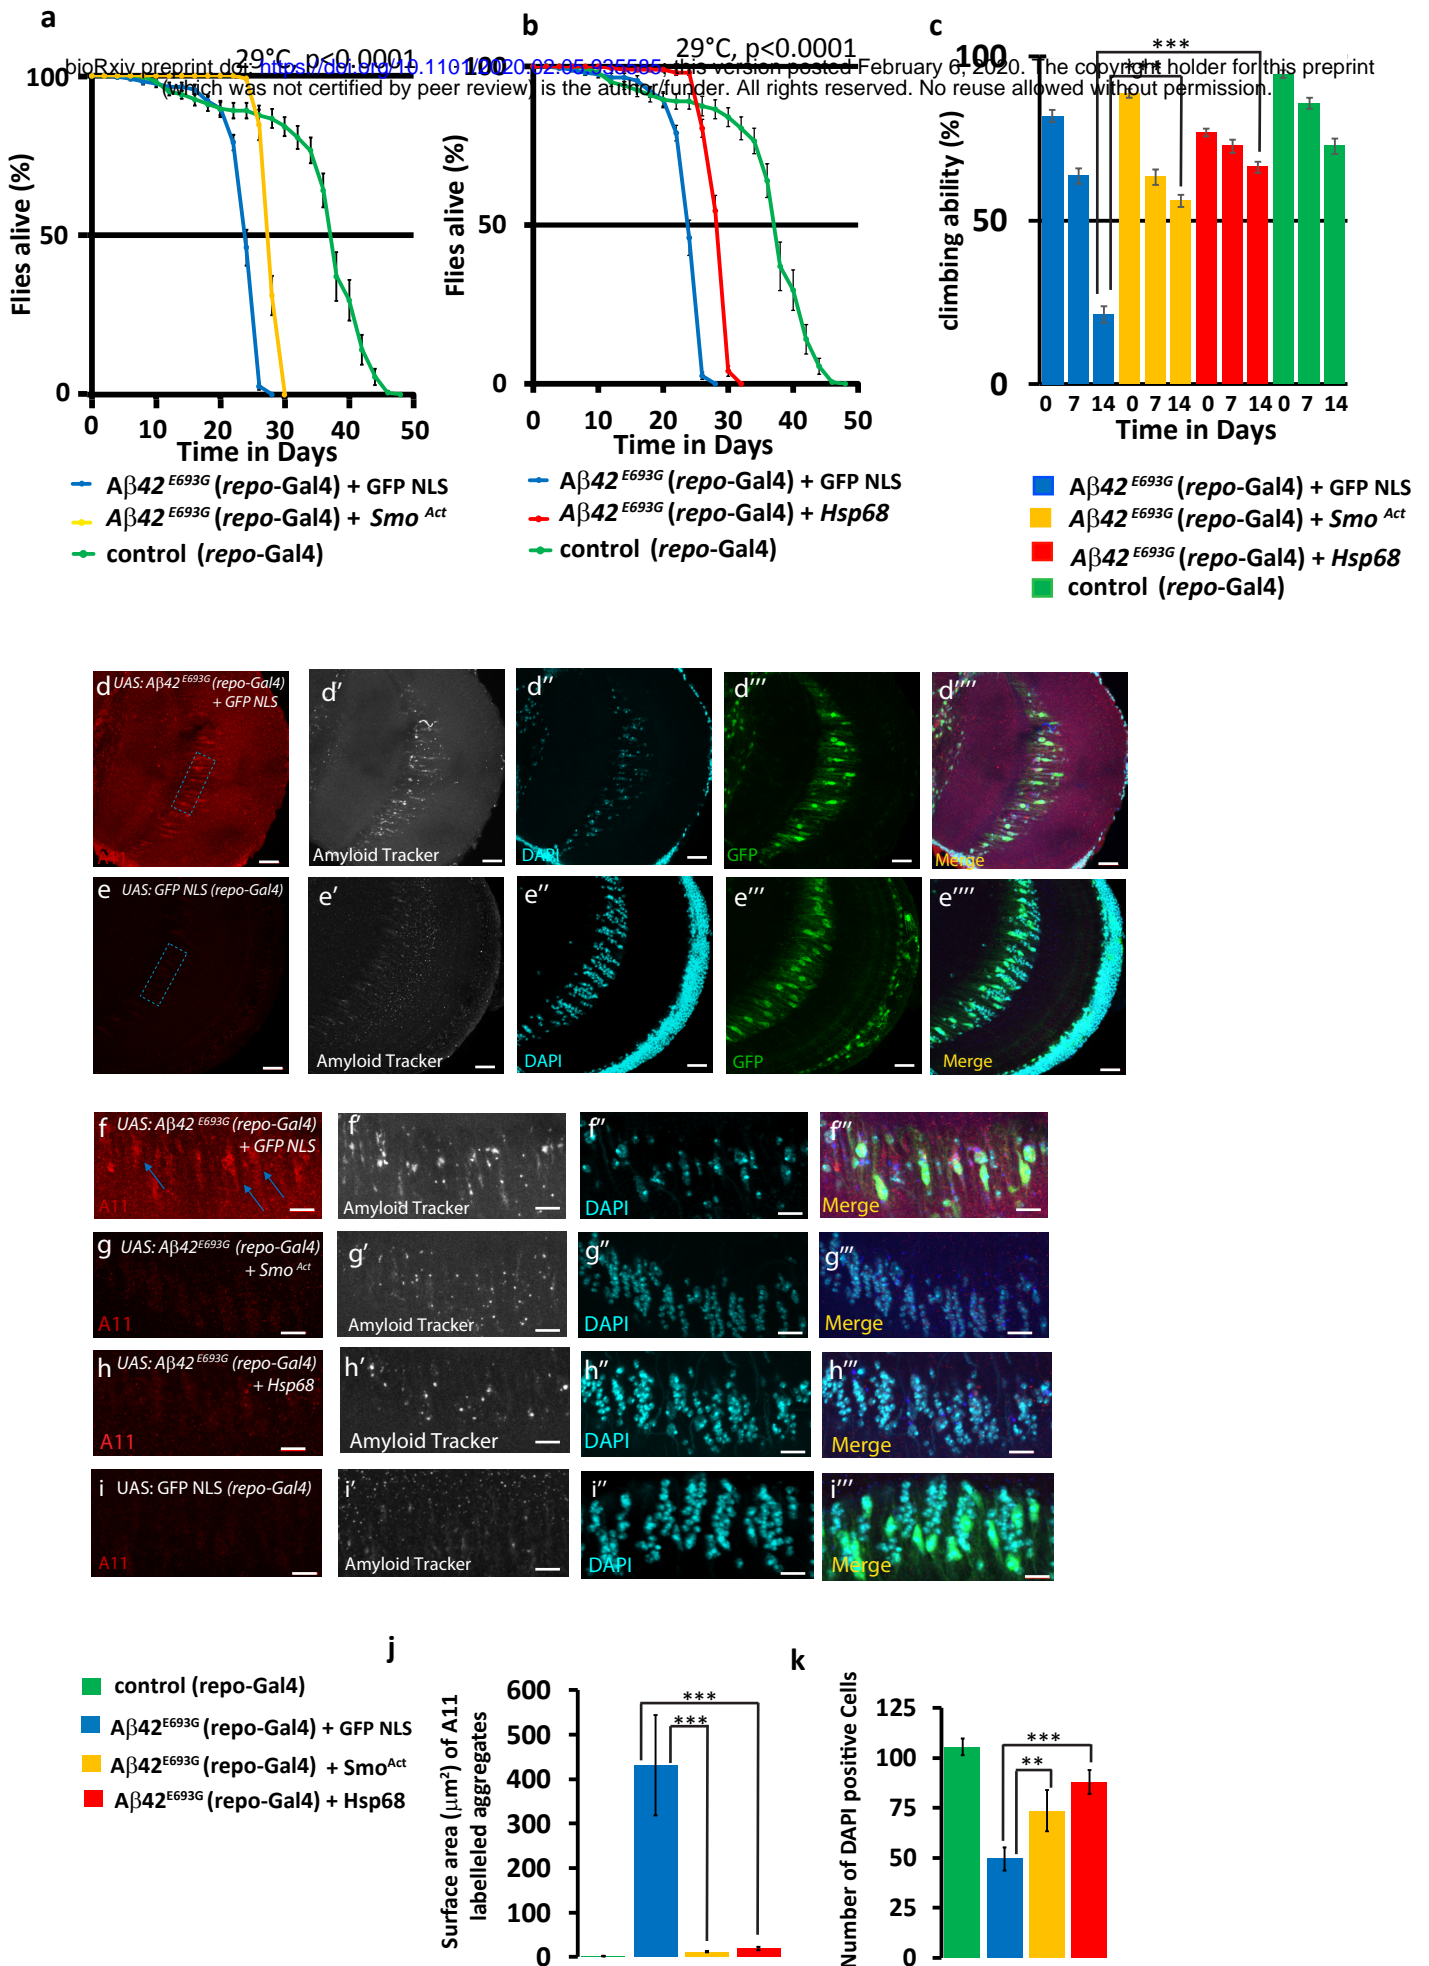 a
b
c
29°C, p<0.0001
29°C, p<0.0001
***
***
bioRxiv preprint doi: https://doi.org/10.1101/2020.02.05.935585; this version posted February 6, 2020. The copyright holder for this preprint
(which was not certified by peer review) is the author/funder. All rights reserved. No reuse allowed without permission.
Flies alive (%)
100
50
0
0 10 20 30 40 50
Time in Days
Aβ42 E693G (repo-Gal4) + GFP NLS
Aβ42 E693G (repo-Gal4) + Smo Act
control (repo-Gal4)
Flies alive (%)
100
50
0
0 10 20 30 40 50
Time in Days
Aβ42 E693G (repo-Gal4) + GFP NLS
Aβ42 E693G (repo-Gal4) + Hsp68
control (repo-Gal4)
climbing ability (%)
100
50
0
0 7 14 0 7 14 0 7 14 0 7 14
Time in Days
Aβ42 E693G (repo-Gal4) + GFP NLS
Aβ42 E693G (repo-Gal4) + Smo Act
Aβ42 E693G (repo-Gal4) + Hsp68
control (repo-Gal4)
d UAS: Aβ42 E693G (repo-Gal4)
+ GFP NLS
A11
d'
Amyloid Tracker
d''
DAPI
d'''
GFP
d''''
Merge
e UAS: GFP NLS (repo-Gal4)
e'
Amyloid Tracker
e''
DAPI
e'''
GFP
e''''
Merge
f UAS: Aβ42 E693G (repo-Gal4)
+ GFP NLS
A11
f'
Amyloid Tracker
f''
DAPI
f'''
Merge
g UAS: Aβ42 E693G (repo-Gal4)
+ Smo Act
A11
g'
Amyloid Tracker
g''
DAPI
g'''
Merge
h UAS: Aβ42 E693G (repo-Gal4)
+ Hsp68
A11
h'
Amyloid Tracker
h''
DAPI
h'''
Merge
i UAS: GFP NLS (repo-Gal4)
A11
i'
Amyloid Tracker
i''
DAPI
i'''
Merge
control (repo-Gal4)
Aβ42E693G (repo-Gal4) + GFP NLS
Aβ42E693G (repo-Gal4) + SmoAct
Aβ42E693G (repo-Gal4) + Hsp68
j
Surface area (μm2) of A11
labelleled aggregates
600
500
400
300
200
100
0
***
***
k
Number of DAPI positive Cells
125
100
75
50
25
0
***
**